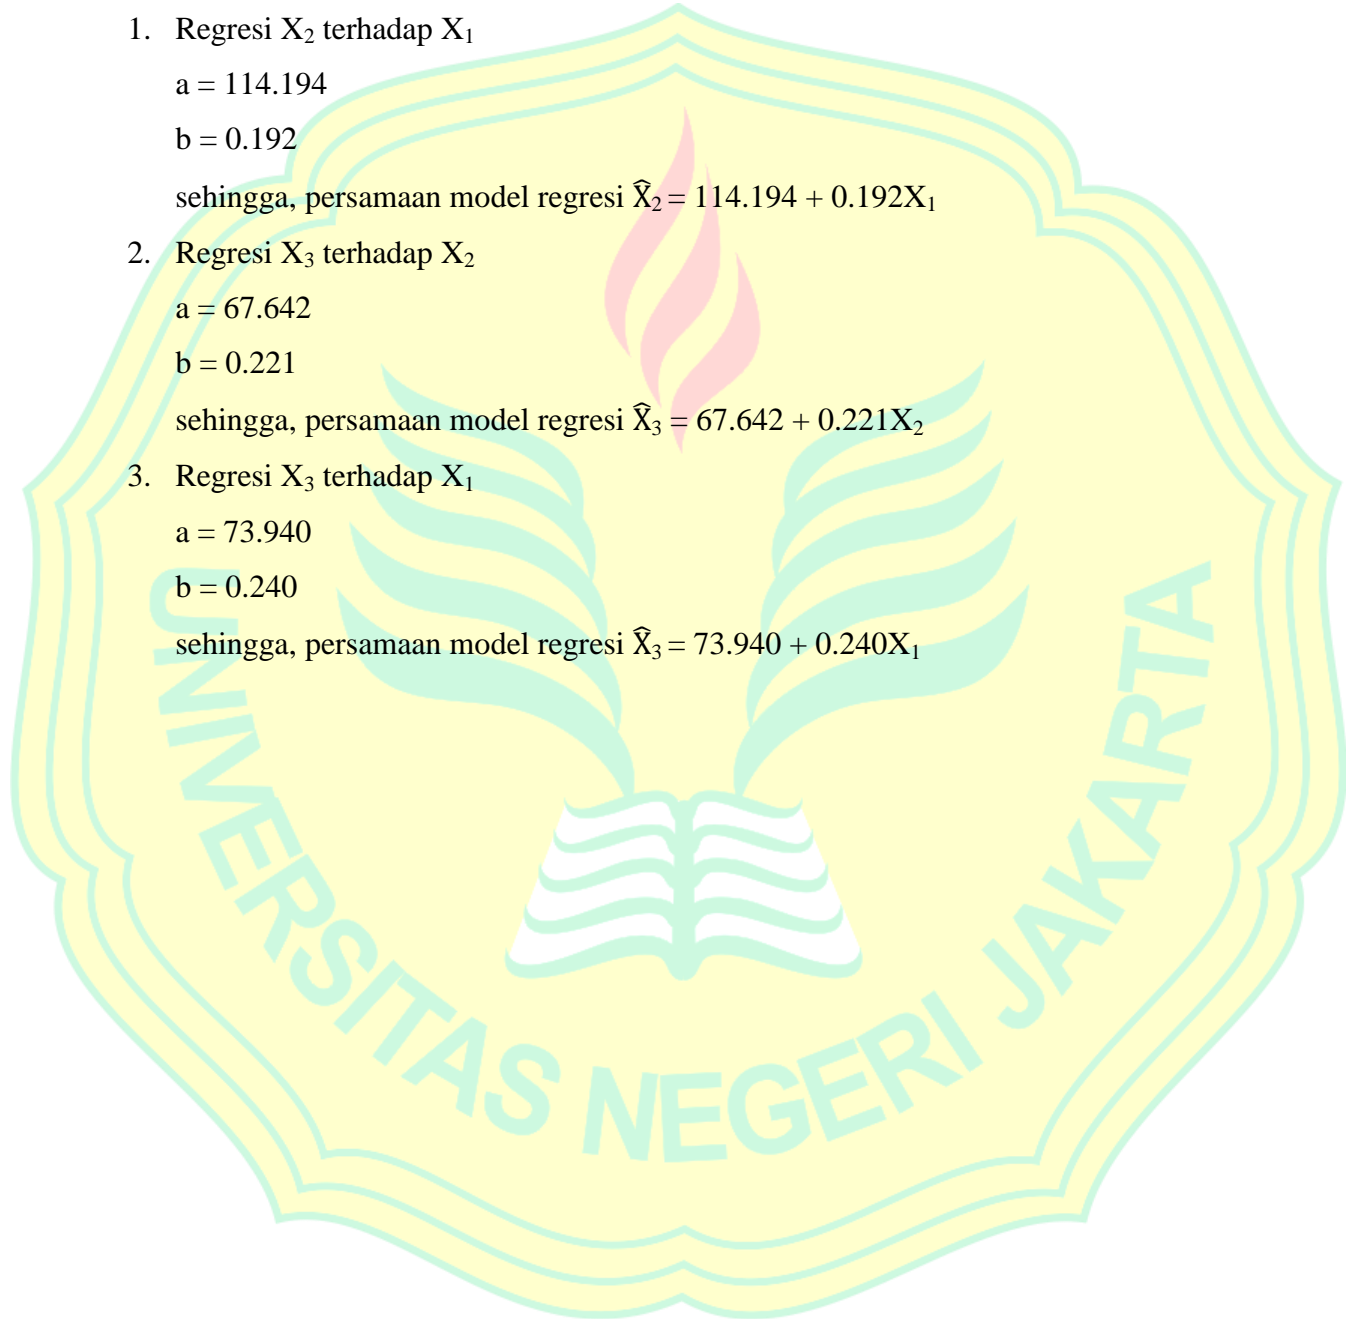 1. Regresi X₂ terhadap X₁
a = 114.194
b = 0.192
sehingga, persamaan model regresi X̂₂ = 114.194 + 0.192X₁
2. Regresi X₃ terhadap X₂
a = 67.642
b = 0.221
sehingga, persamaan model regresi X̂₃ = 67.642 + 0.221X₂
3. Regresi X₃ terhadap X₁
a = 73.940
b = 0.240
sehingga, persamaan model regresi X̂₃ = 73.940 + 0.240X₁
UNIVERSITAS NEGERI JAKARTA